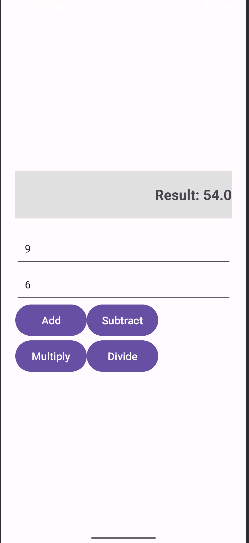 Result: 54.0
9
6
Add Subtract
Multiply Divide